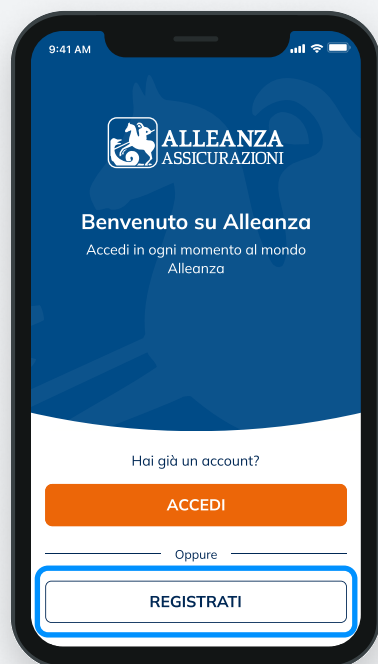 9:41 AM
ALLEANZA
ASSICURAZIONI
Benvenuto su Alleanza
Accedi in ogni momento al mondo
Alleanza
Hai già un account?
ACCEDI
Oppure
REGISTRATI